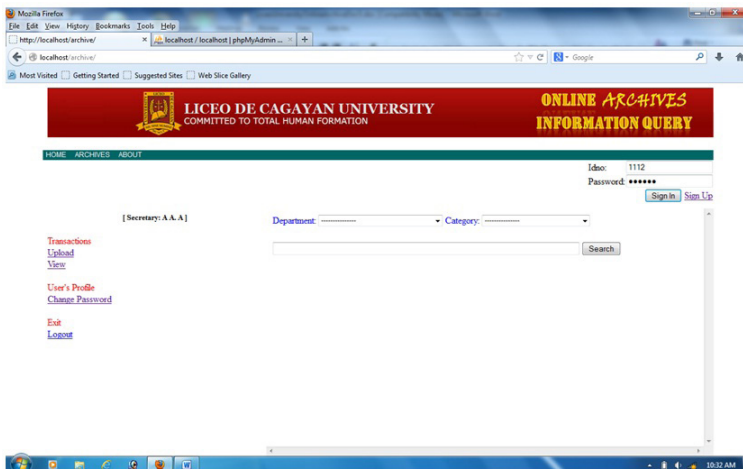 Mozilla Firefox
File Edit View History Bookmarks Tools Help
http://localhost/archive/ × localhost / localhost | phpMyAdmin ... × +
localhost/archive/ Google
Most Visited Getting Started Suggested Sites Web Slice Gallery
LICEO DE CAGAYAN UNIVERSITY
COMMITTED TO TOTAL HUMAN FORMATION
ONLINE ARCHIVES
INFORMATION QUERY
HOME ARCHIVES ABOUT
Idno: 1112
Password: ••••••
Sign In Sign Up
[ Secretary: A A. A ]
Department: --------------- Category: ---------------
Search
Transactions
Upload
View
User's Profile
Change Password
Exit
Logout
10:32 AM